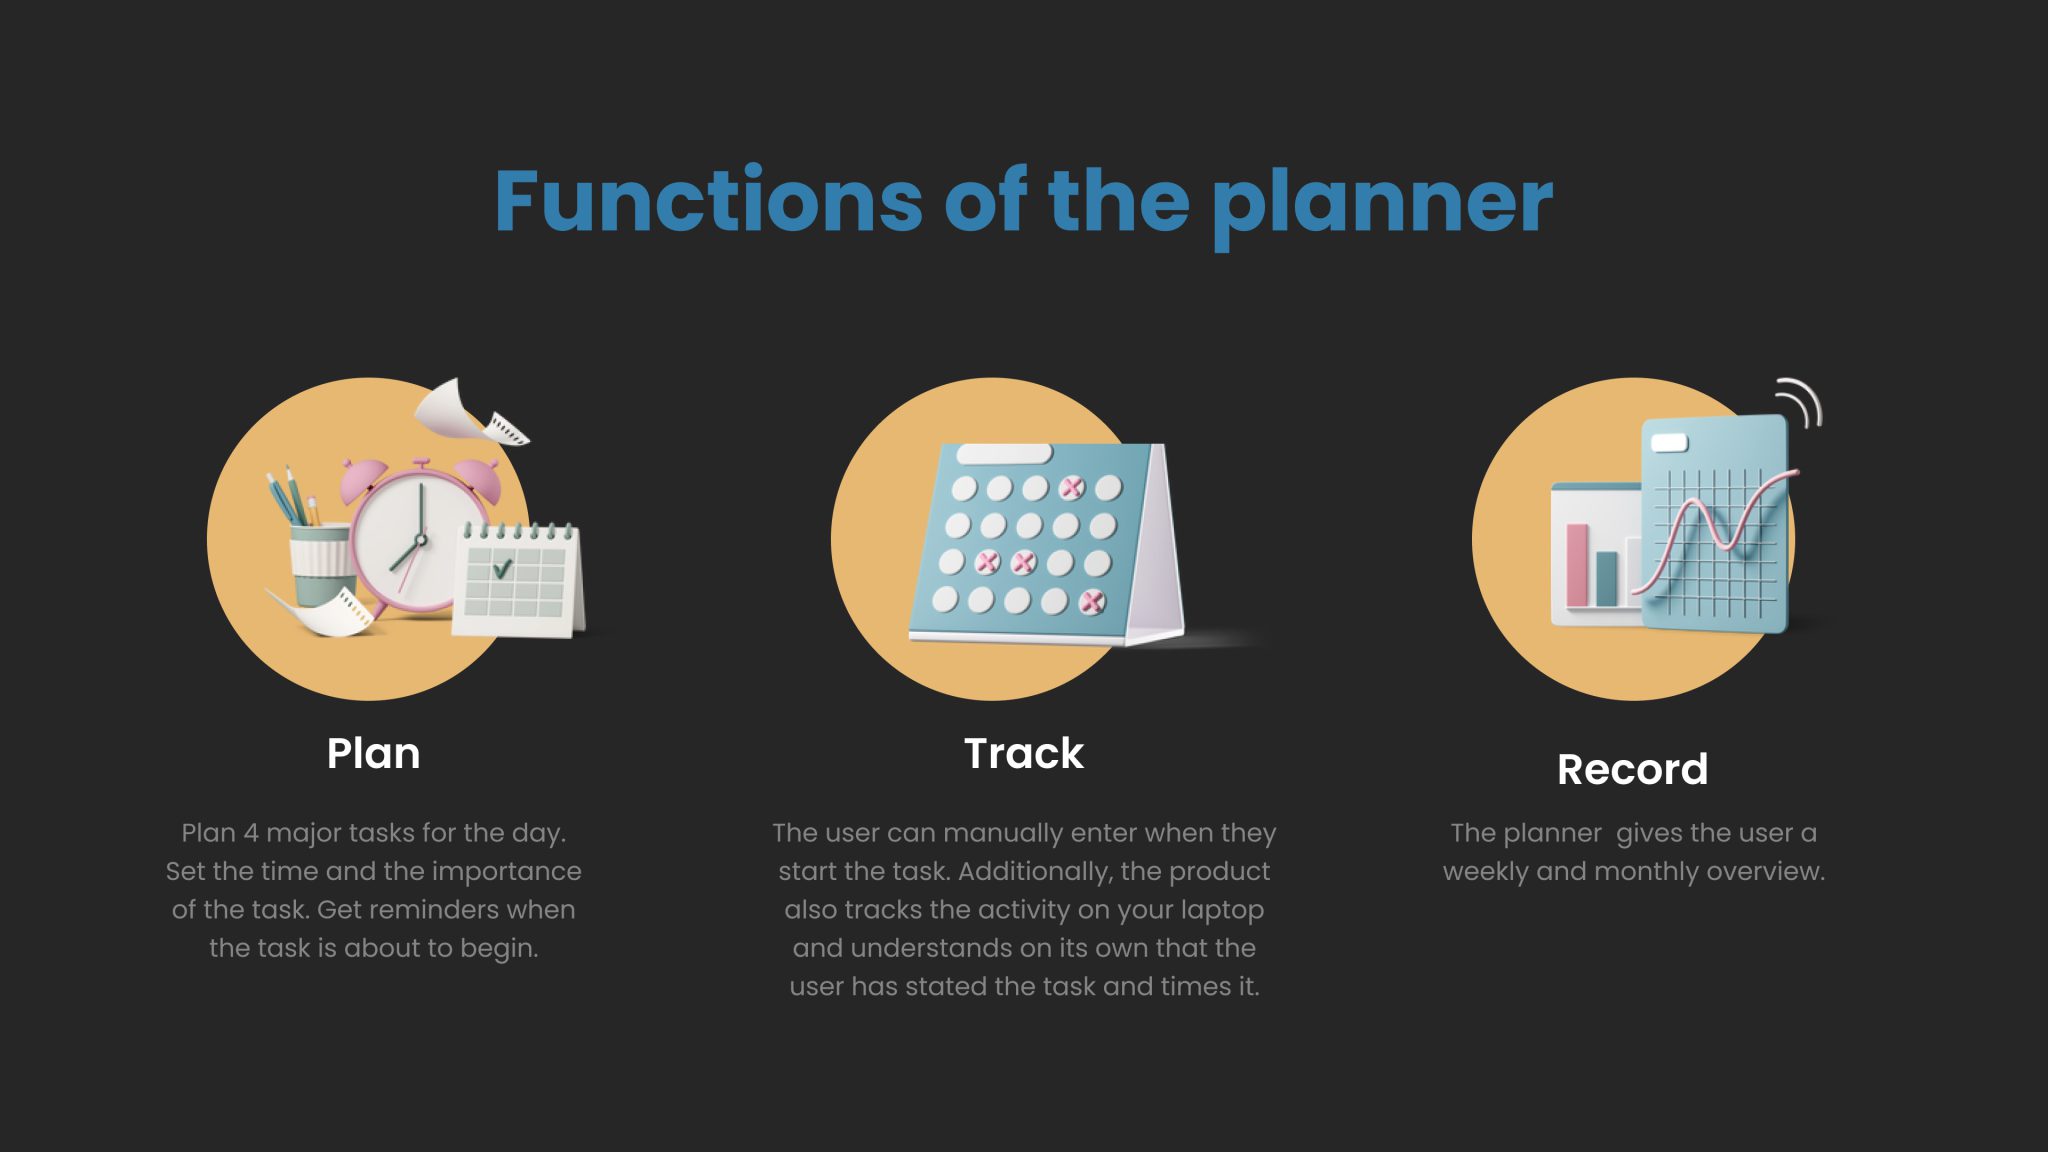 Functions of the planner
Plan
Plan 4 major tasks for the day.
Set the time and the importance
of the task. Get reminders when
the task is about to begin.
Track
The user can manually enter when they
start the task. Additionally, the product
also tracks the activity on your laptop
and understands on its own that the
user has stated the task and times it.
Record
The planner  gives the user a
weekly and monthly overview.